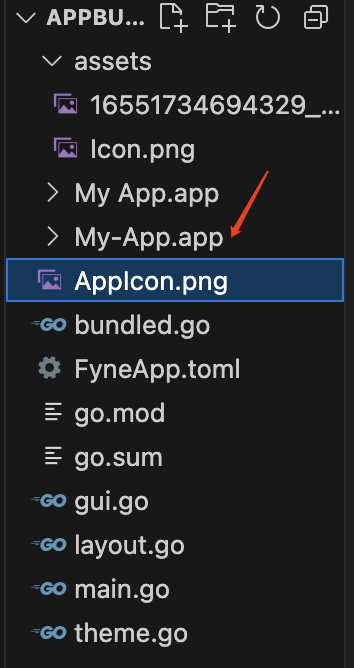 APPBU...
assets
16551734694329_...
Icon.png
My App.app
My-App.app
AppIcon.png
GO bundled.go
FyneApp.toml
go.mod
go.sum
GO gui.go
GO layout.go
GO main.go
GO theme.go